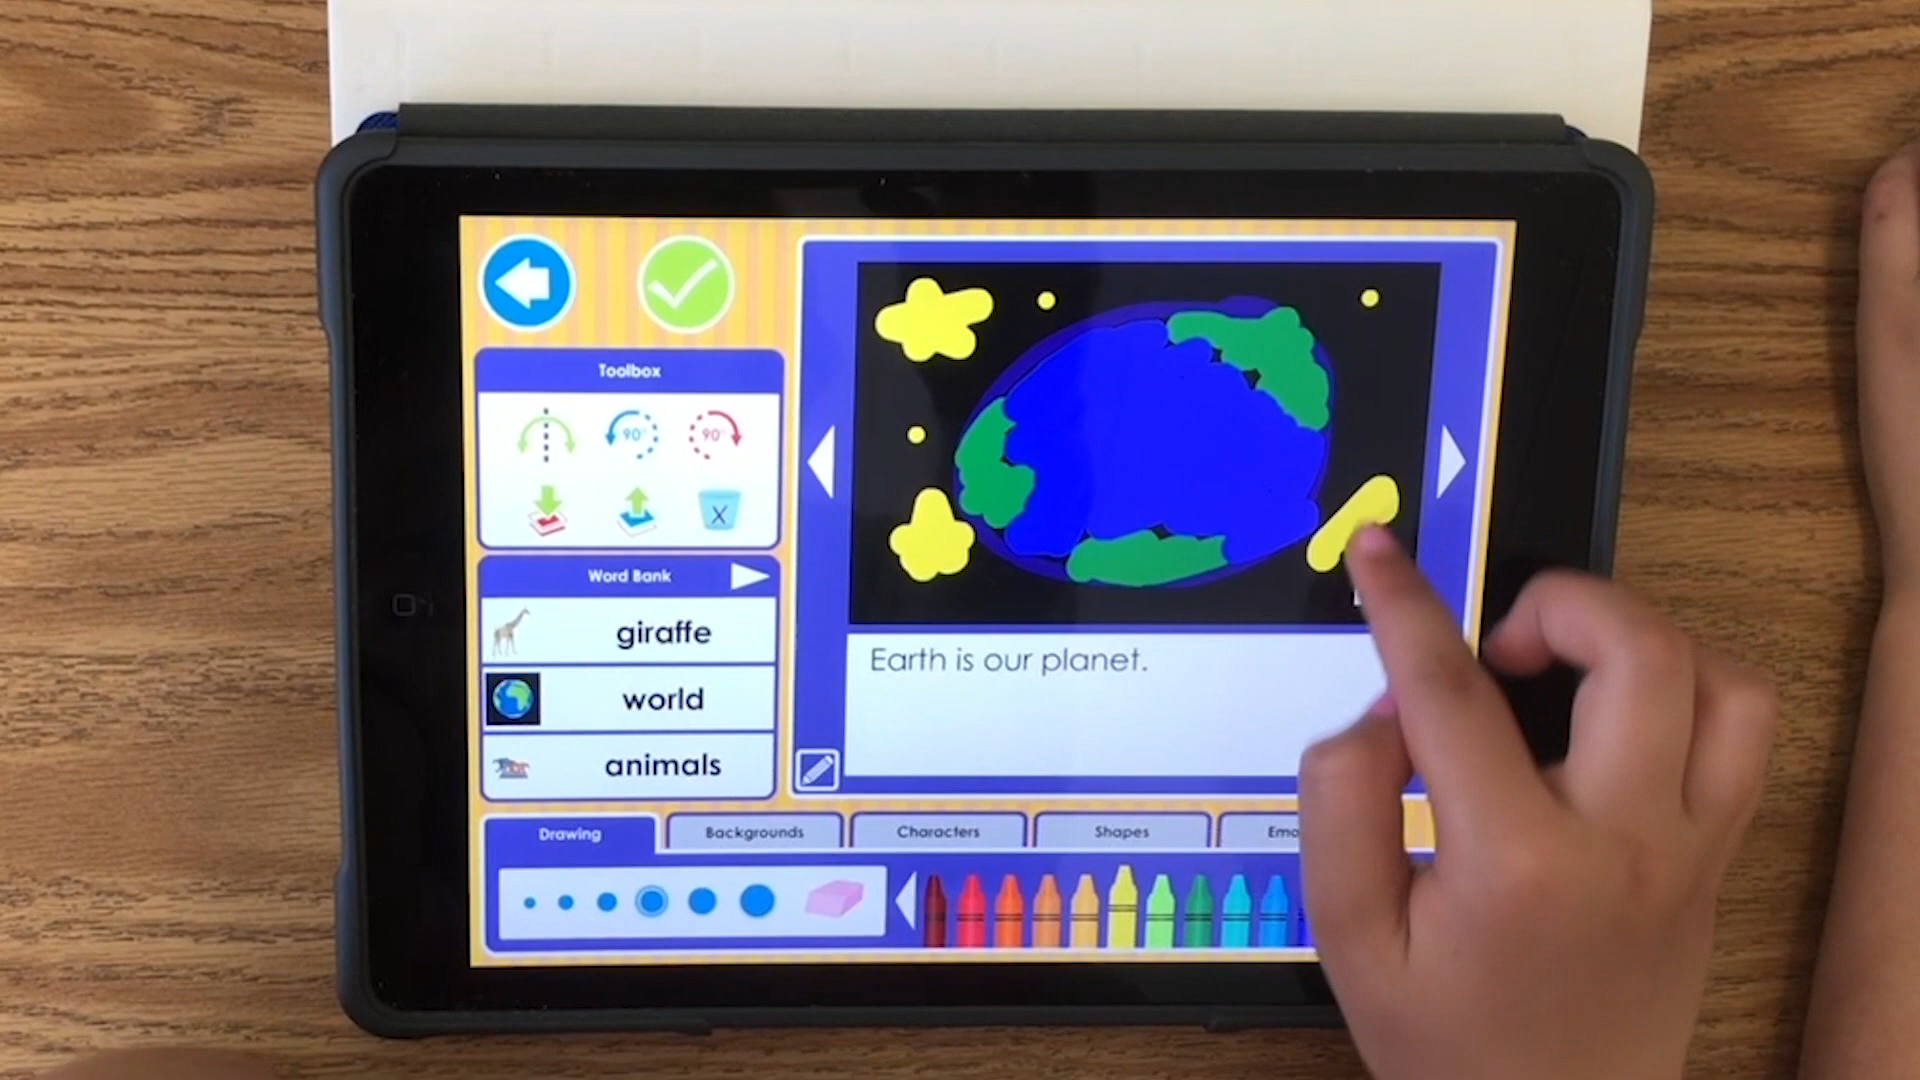 Toolbox
90°
90°
X
Word Bank
giraffe
world
animals
Earth is our planet.
Drawing
Backgrounds
Characters
Shapes